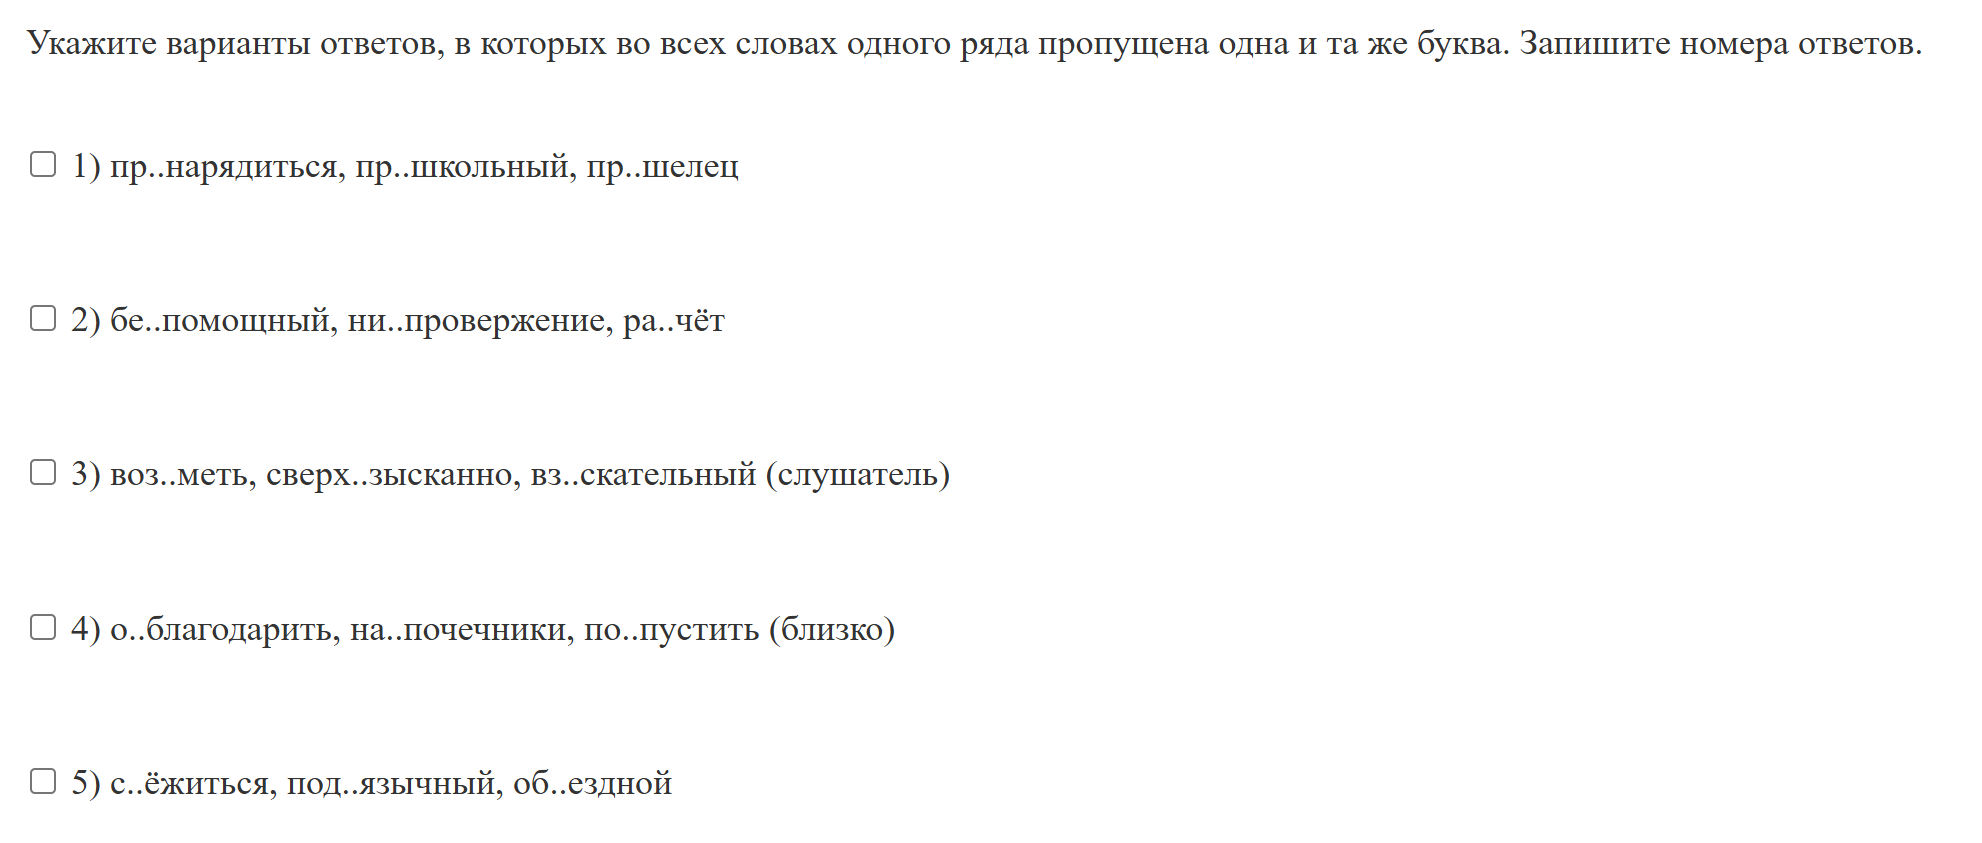 Укажите варианты ответов, в которых во всех словах одного ряда пропущена одна и та же буква. Запишите номера ответов.
1) пр..нарядиться, пр..школьный, пр..шелец
2) бе..помощный, ни..провержение, ра..чёт
3) воз..меть, сверх..зысканно, вз..скательный (слушатель)
4) о..благодарить, на..почечники, по..пустить (близко)
5) с..ёжиться, под..язычный, об..ездной